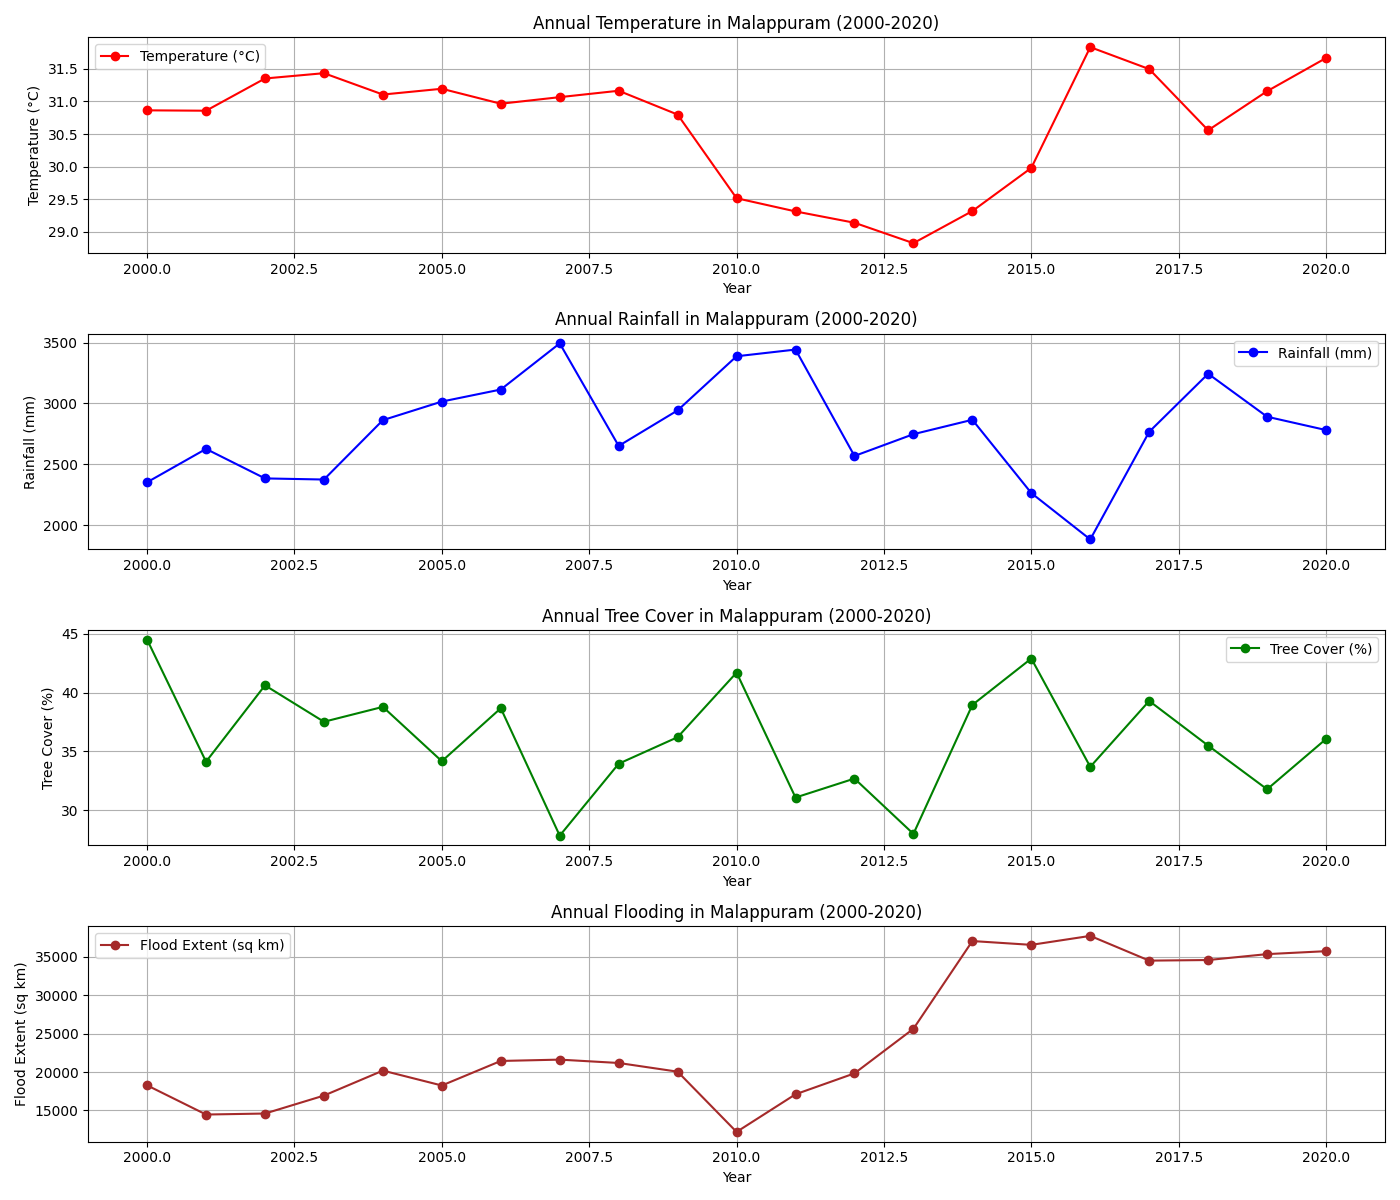 Annual Temperature in Malappuram (2000-2020)
Temperature (°C)
Temperature (°C)
31.5
31.0
30.5
30.0
29.5
29.0
2000.0 2002.5 2005.0 2007.5 2010.0 2012.5 2015.0 2017.5 2020.0
Year
Annual Rainfall in Malappuram (2000-2020)
Rainfall (mm)
Rainfall (mm)
3500
3000
2500
2000
2000.0 2002.5 2005.0 2007.5 2010.0 2012.5 2015.0 2017.5 2020.0
Year
Annual Tree Cover in Malappuram (2000-2020)
Tree Cover (%)
Tree Cover (%)
45
40
35
30
2000.0 2002.5 2005.0 2007.5 2010.0 2012.5 2015.0 2017.5 2020.0
Year
Annual Flooding in Malappuram (2000-2020)
Flood Extent (sq km)
Flood Extent (sq km)
35000
30000
25000
20000
15000
2000.0 2002.5 2005.0 2007.5 2010.0 2012.5 2015.0 2017.5 2020.0
Year